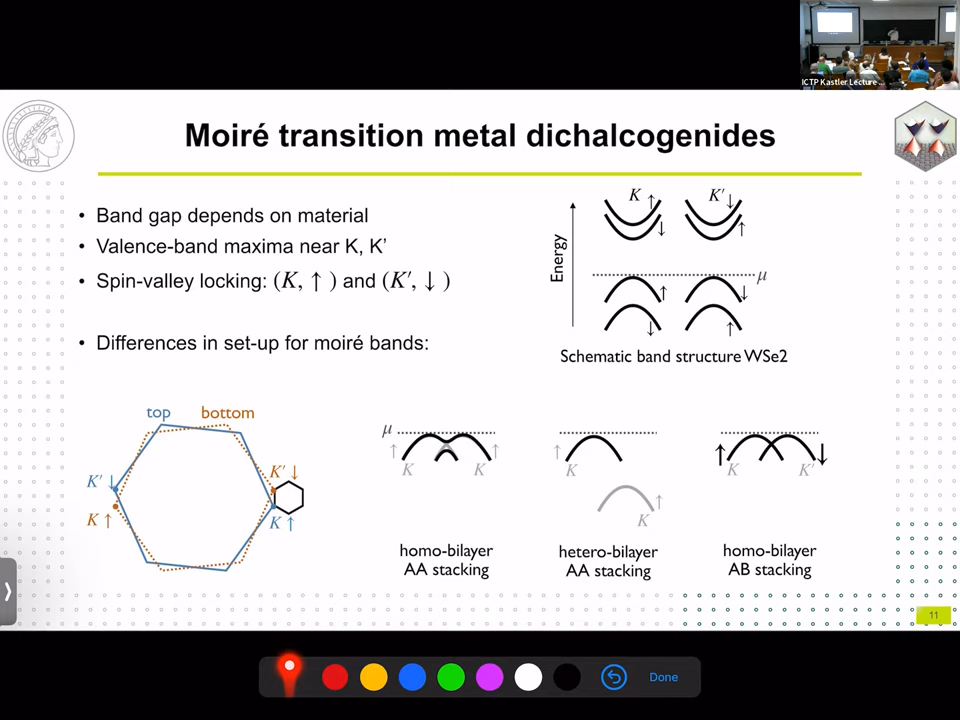 ICTP Kastler Lecture ...
Moiré transition metal dichalcogenides
• Band gap depends on material
• Valence-band maxima near K, K’
• Spin-valley locking: (K, ↑) and (K′, ↓)
• Differences in set-up for moiré bands:
Energy
K ↑
↓
K′ ↓
↑
μ
↑
↓
↓
↑
Schematic band structure WSe2
top
bottom
K′ ↓
K ↑
K′ ↓
K ↑
μ
↑
K
K
↑
homo-bilayer
AA stacking
↑
K
K
↑
hetero-bilayer
AA stacking
↑
K
K′
↓
homo-bilayer
AB stacking
11
Done